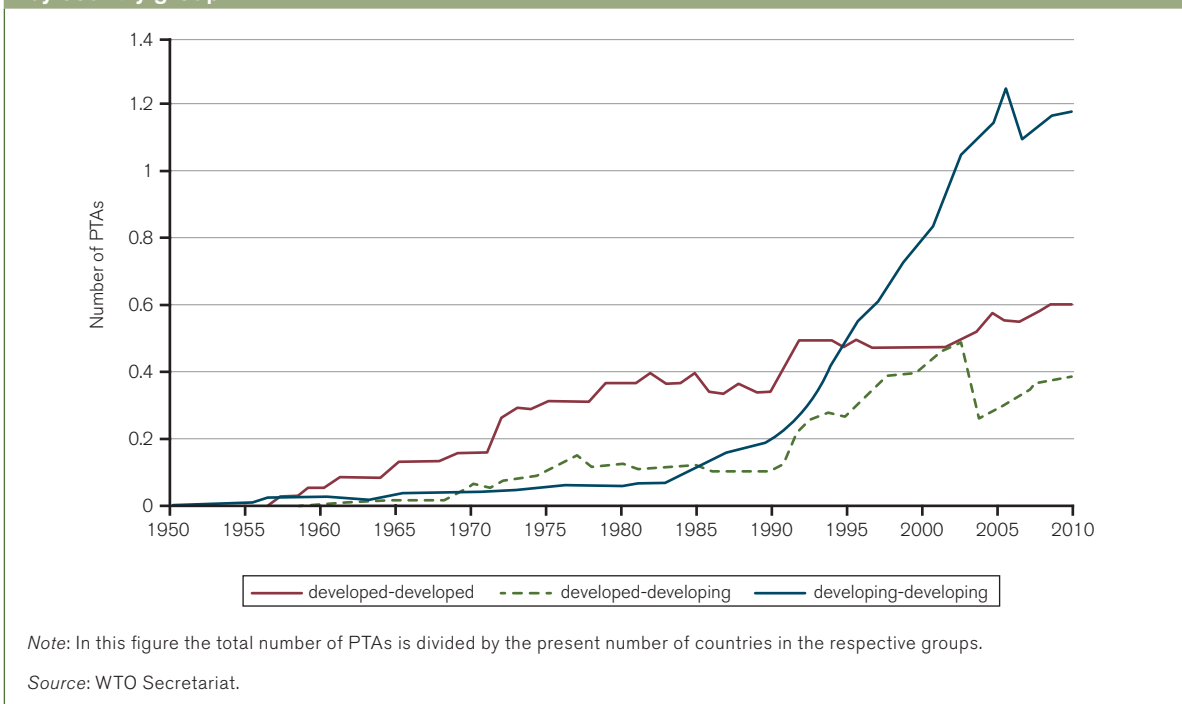 1.4
1.2
1
0.8
0.6
0.4
0.2
0
Number of PTAs
1950 1955 1960 1965 1970 1975 1980 1985 1990 1995 2000 2005 2010
developed-developed developed-developing developing-developing
Note: In this figure the total number of PTAs is divided by the present number of countries in the respective groups.
Source: WTO Secretariat.